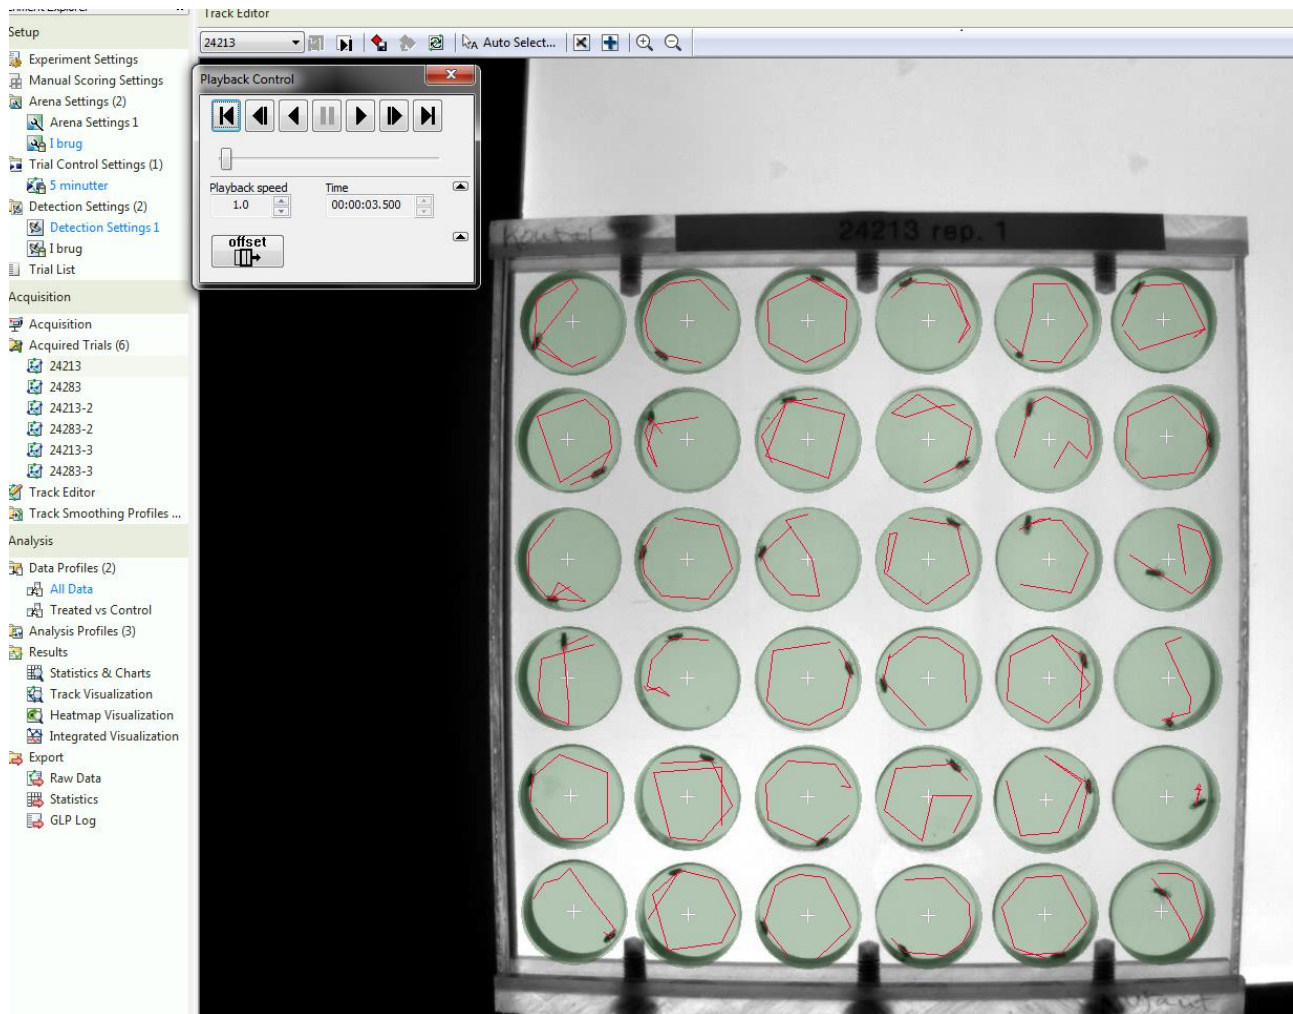 Track Editor
Setup
Experiment Settings
Manual Scoring Settings
Arena Settings (2)
Arena Settings 1
I brug
Trial Control Settings (1)
5 minutter
Detection Settings (2)
Detection Settings 1
I brug
Trial List
Acquisition
Acquisition
Acquired Trials (6)
24213
24283
24213-2
24283-2
24213-3
24283-3
Track Editor
Track Smoothing Profiles ...
Analysis
Data Profiles (2)
All Data
Treated vs Control
Analysis Profiles (3)
Results
Statistics & Charts
Track Visualization
Heatmap Visualization
Integrated Visualization
Export
Raw Data
Statistics
GLP Log
24213
Auto Select...
Playback Control
Playback speed Time
1.0 00:00:03.500
offset
24213 rep. 1